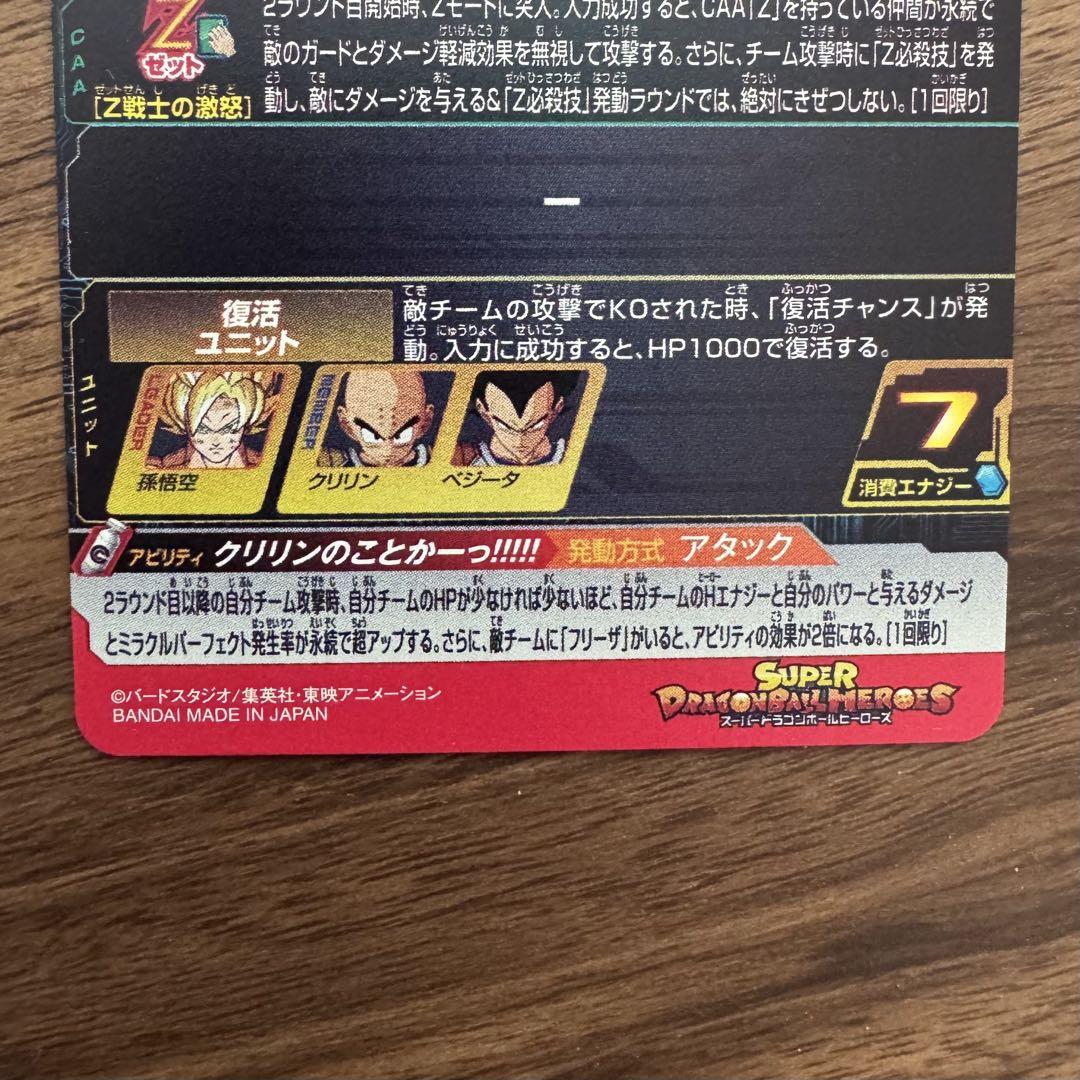 2ラウンド目開始時、Zモードに突入。入力成功すると、CAA「Z」を持っている仲間が永続で
敵のガードとダメージ軽減効果を無視して攻撃する。さらに、チーム攻撃時に「Z必殺技」を発
動し、敵にダメージを与える&「Z必殺技」発動ラウンドでは、絶対にきぜつしない。[1回限り]
CAA
Z
ゼット
[Z戦士の激怒]
ー
ユニット
復活
ユニット
敵チームの攻撃でKOされた時、「復活チャンス」が発
動。入力に成功すると、HP1000で復活する。
LEADER
孫悟空
MEMBER
クリリン
ベジータ
7
消費エナジー
アビリティ クリリンのことかーっ!!!!! 発動方式 アタック
2ラウンド目以降の自分チーム攻撃時、自分チームのHPが少なければ少ないほど、自分チームのHエナジーと自分のパワーと与えるダメージ
とミラクルパーフェクト発生率が永続で超アップする。さらに、敵チームに「フリーザ」がいると、アビリティの効果が2倍になる。[1回限り]
©バードスタジオ/集英社・東映アニメーション
BANDAI MADE IN JAPAN
SUPER
DRAGONBALL HEROES
スーパードラゴンボールヒーローズ